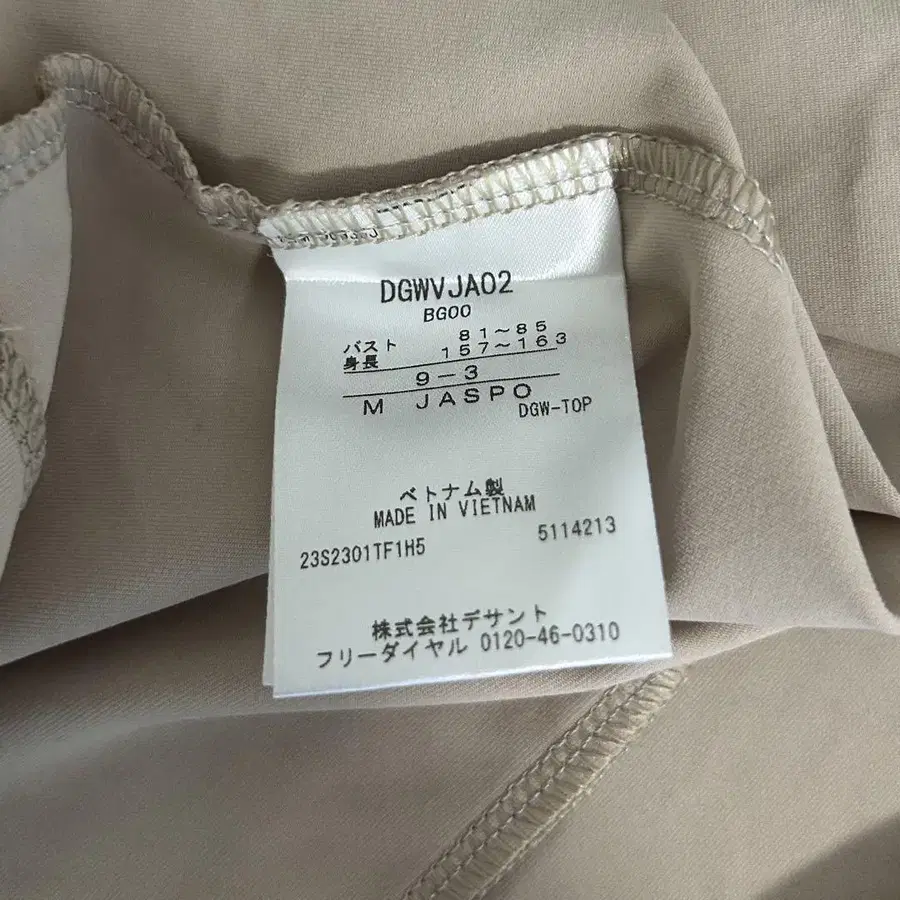 DGWVJA02
BG00
バスト 81～85
身長 157～163
9－3
M JASPO
DGW-TOP
ベトナム製
MADE IN VIETNAM
23S2301TF1H5 5114213
株式会社デサント
フリーダイヤル 0120-46-0310